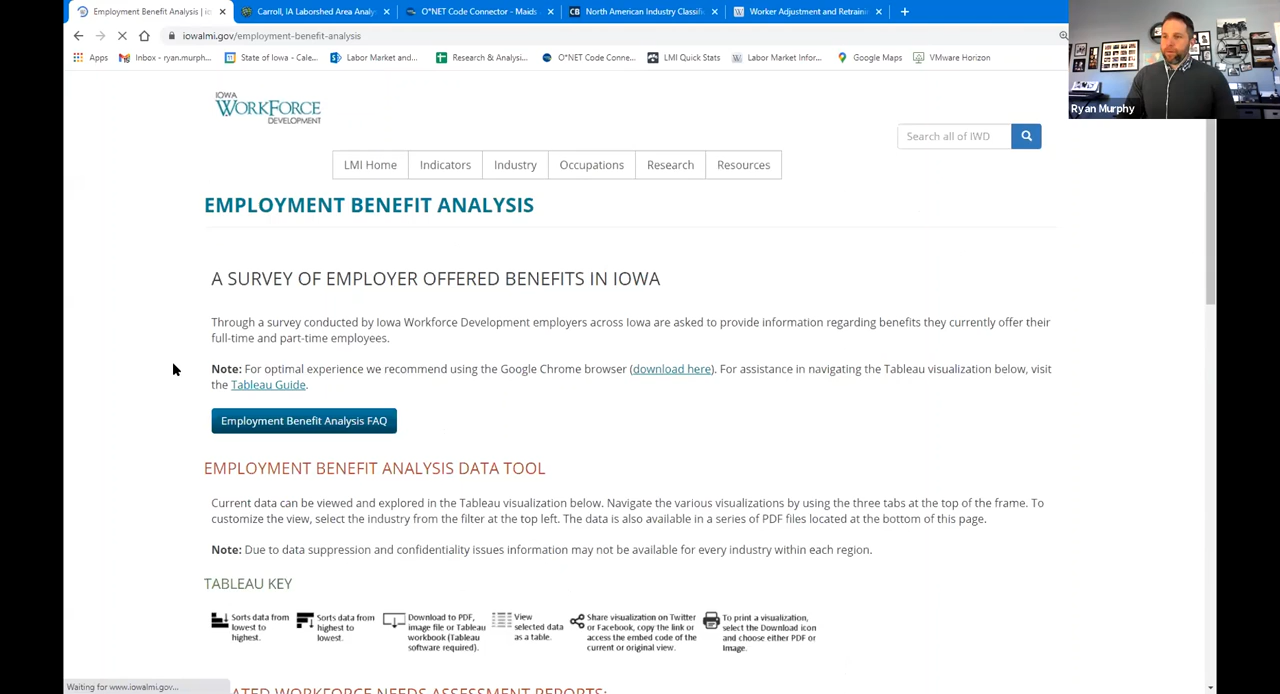 Employment Benefit Analysis | io
Carroll, IA Laborshed Area Analy
O*NET Code Connector - Maids
CB North American Industry Classifi
W Worker Adjustment and Retraini
iowalmi.gov/employment-benefit-analysis
Apps Inbox - ryan.murph... State of Iowa - Cale... Labor Market and... Research & Analysi... O*NET Code Conne... LMI Quick Stats Labor Market Infor... Google Maps VMware Horizon
Ryan Murphy
IOWA
WORKFORCE
DEVELOPMENT
Search all of IWD
LMI Home Indicators Industry Occupations Research Resources
EMPLOYMENT BENEFIT ANALYSIS
A SURVEY OF EMPLOYER OFFERED BENEFITS IN IOWA
Through a survey conducted by Iowa Workforce Development employers across Iowa are asked to provide information regarding benefits they currently offer their
full-time and part-time employees.
Note: For optimal experience we recommend using the Google Chrome browser (download here). For assistance in navigating the Tableau visualization below, visit
the Tableau Guide.
Employment Benefit Analysis FAQ
EMPLOYMENT BENEFIT ANALYSIS DATA TOOL
Current data can be viewed and explored in the Tableau visualization below. Navigate the various visualizations by using the three tabs at the top of the frame. To
customize the view, select the industry from the filter at the top left. The data is also available in a series of PDF files located at the bottom of this page.
Note: Due to data suppression and confidentiality issues information may not be available for every industry within each region.
TABLEAU KEY
Sorts data from
lowest to
highest.
Sorts data from
highest to
lowest.
Download to PDF,
image file or Tableau
workbook (Tableau
software required).
View
selected data
as a table.
Share visualization on Twitter
or Facebook, copy the link or
access the embed code of the
current or original view.
To print a visualization,
select the Download icon
and choose either PDF or
Image.
Waiting for www.iowalmi.gov...
ATED WORKFORCE NEEDS ASSESSMENT REPORTS: